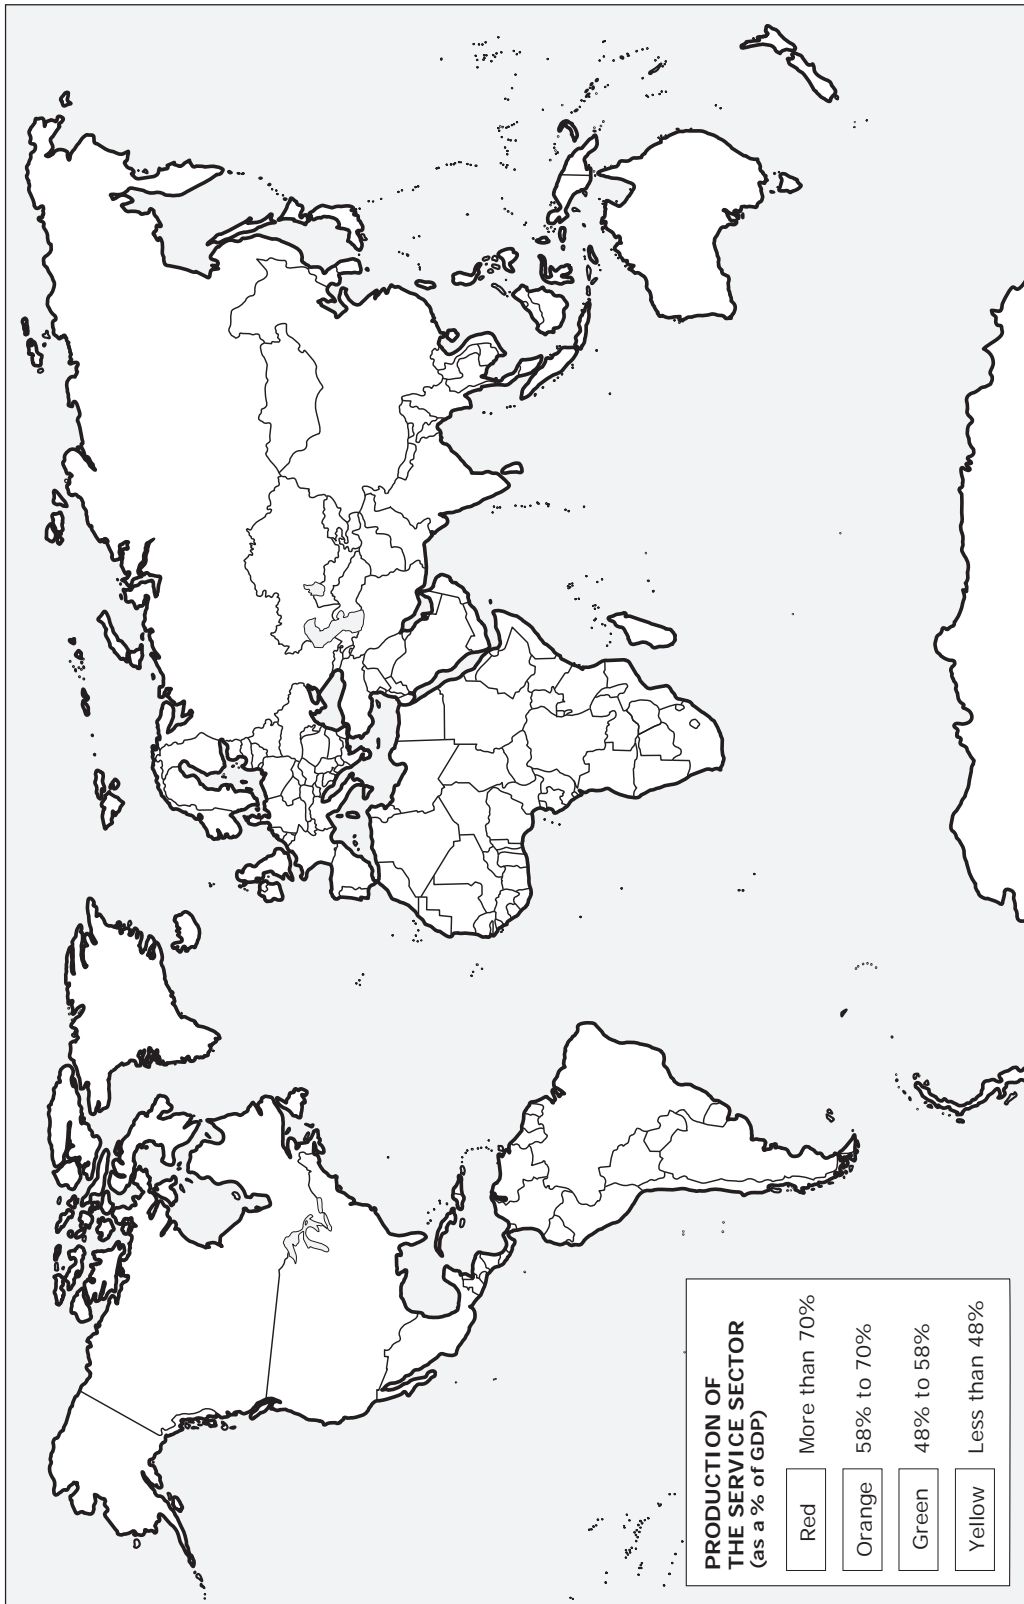 PRODUCTION OF
THE SERVICE SECTOR
(as a % of GDP)
Red More than 70%
Orange 58% to 70%
Green 48% to 58%
Yellow Less than 48%